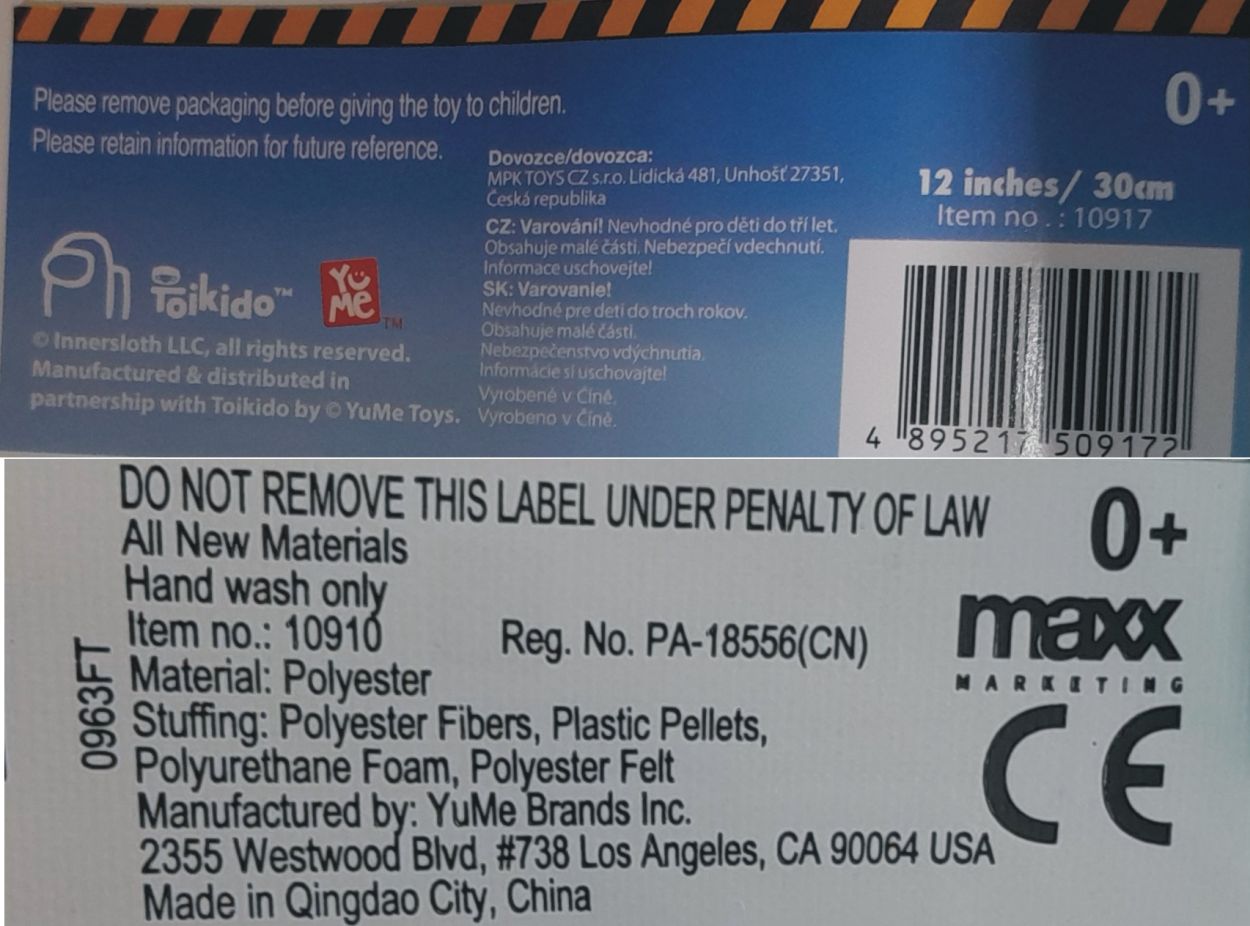 Please remove packaging before giving the toy to children.
Please retain information for future reference.
0+
Dovozce/dovozca:
MPK TOYS CZ s.r.o. Lidická 481, Unhošť 27351,
Česká republika
CZ: Varování! Nevhodné pro děti do tří let.
Obsahuje malé části. Nebezpečí vdechnutí.
Informace uschovejte!
SK: Varovanie!
Nevhodné pre deti do troch rokov.
Obsahuje malé časti.
Nebezpečenstvo vdýchnutia.
Informácie si uschovajte!
Vyrobené v Číně.
Vyrobeno v Číně.
12 inches/ 30cm
Item no.: 10917
4 895217 509172
Toikido™
YuMe™
© Innersloth LLC, all rights reserved.
Manufactured & distributed in
partnership with Toikido by © YuMe Toys.
DO NOT REMOVE THIS LABEL UNDER PENALTY OF LAW
All New Materials
Hand wash only
Item no.: 10910
Reg. No. PA-18556(CN)
Material: Polyester
Stuffing: Polyester Fibers, Plastic Pellets,
Polyurethane Foam, Polyester Felt
Manufactured by: YuMe Brands Inc.
2355 Westwood Blvd, #738 Los Angeles, CA 90064 USA
Made in Qingdao City, China
0963FT
0+
maxx
MARKETING
CE